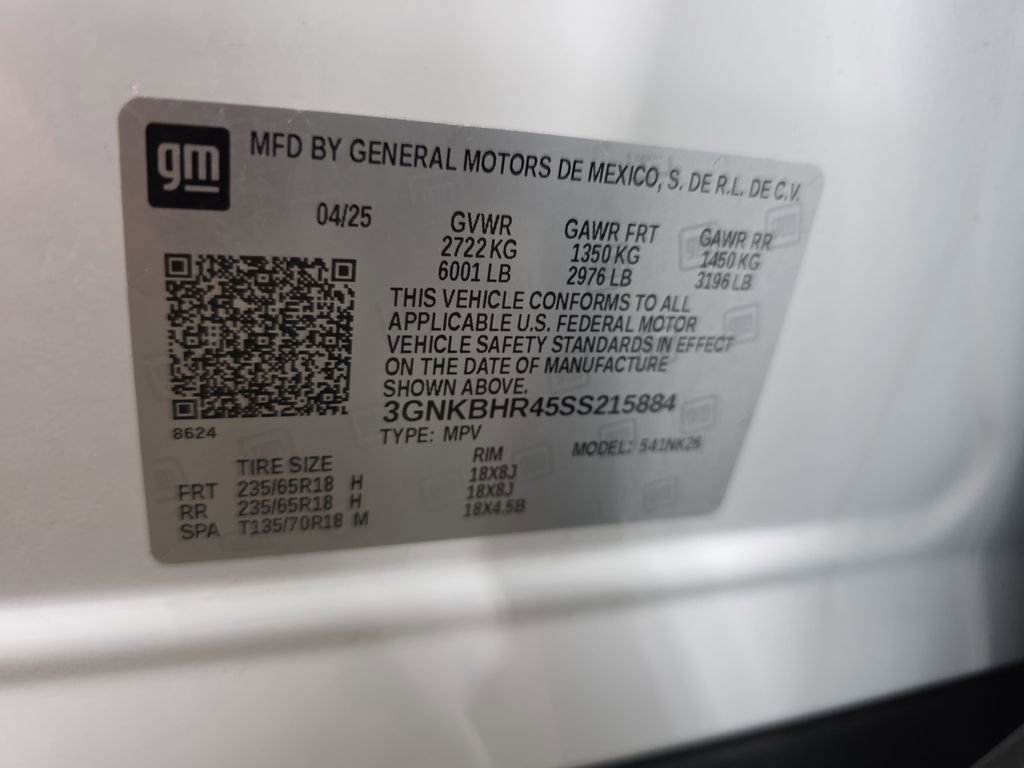 gm
MFD BY GENERAL MOTORS DE MEXICO, S. DE R.L. DE C.V.
04/25 GVWR GAWR FRT GAWR RR
2722 KG 1350 KG 1450 KG
6001 LB 2976 LB 3196 LB
THIS VEHICLE CONFORMS TO ALL
APPLICABLE U.S. FEDERAL MOTOR
VEHICLE SAFETY STANDARDS IN EFFECT
ON THE DATE OF MANUFACTURE
SHOWN ABOVE.
3GNKBHR45SS215884
8624
TYPE: MPV MODEL: 541NK26
TIRE SIZE RIM
FRT 235/65R18 H 18X8J
RR 235/65R18 H 18X8J
SPA T135/70R18 M 18X4.5B